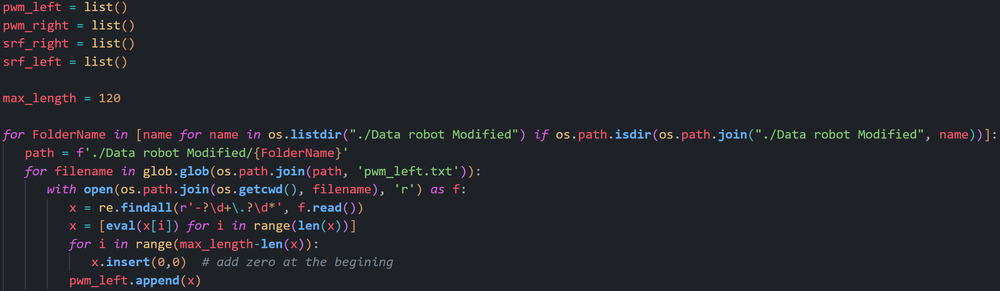 pwm_left = list()
pwm_right = list()
srf_right = list()
srf_left = list()
max_length = 120
for FolderName in [name for name in os.listdir("./Data robot Modified") if os.path.isdir(os.path.join("./Data robot Modified", name))]:
path = f'./Data robot Modified/{FolderName}'
for filename in glob.glob(os.path.join(path, 'pwm_left.txt')):
with open(os.path.join(os.getcwd(), filename), 'r') as f:
x = re.findall(r'-?\d+\.?\d*', f.read())
x = [eval(x[i]) for i in range(len(x))]
for i in range(max_length-len(x)):
x.insert(0,0)  # add zero at the begining
pwm_left.append(x)